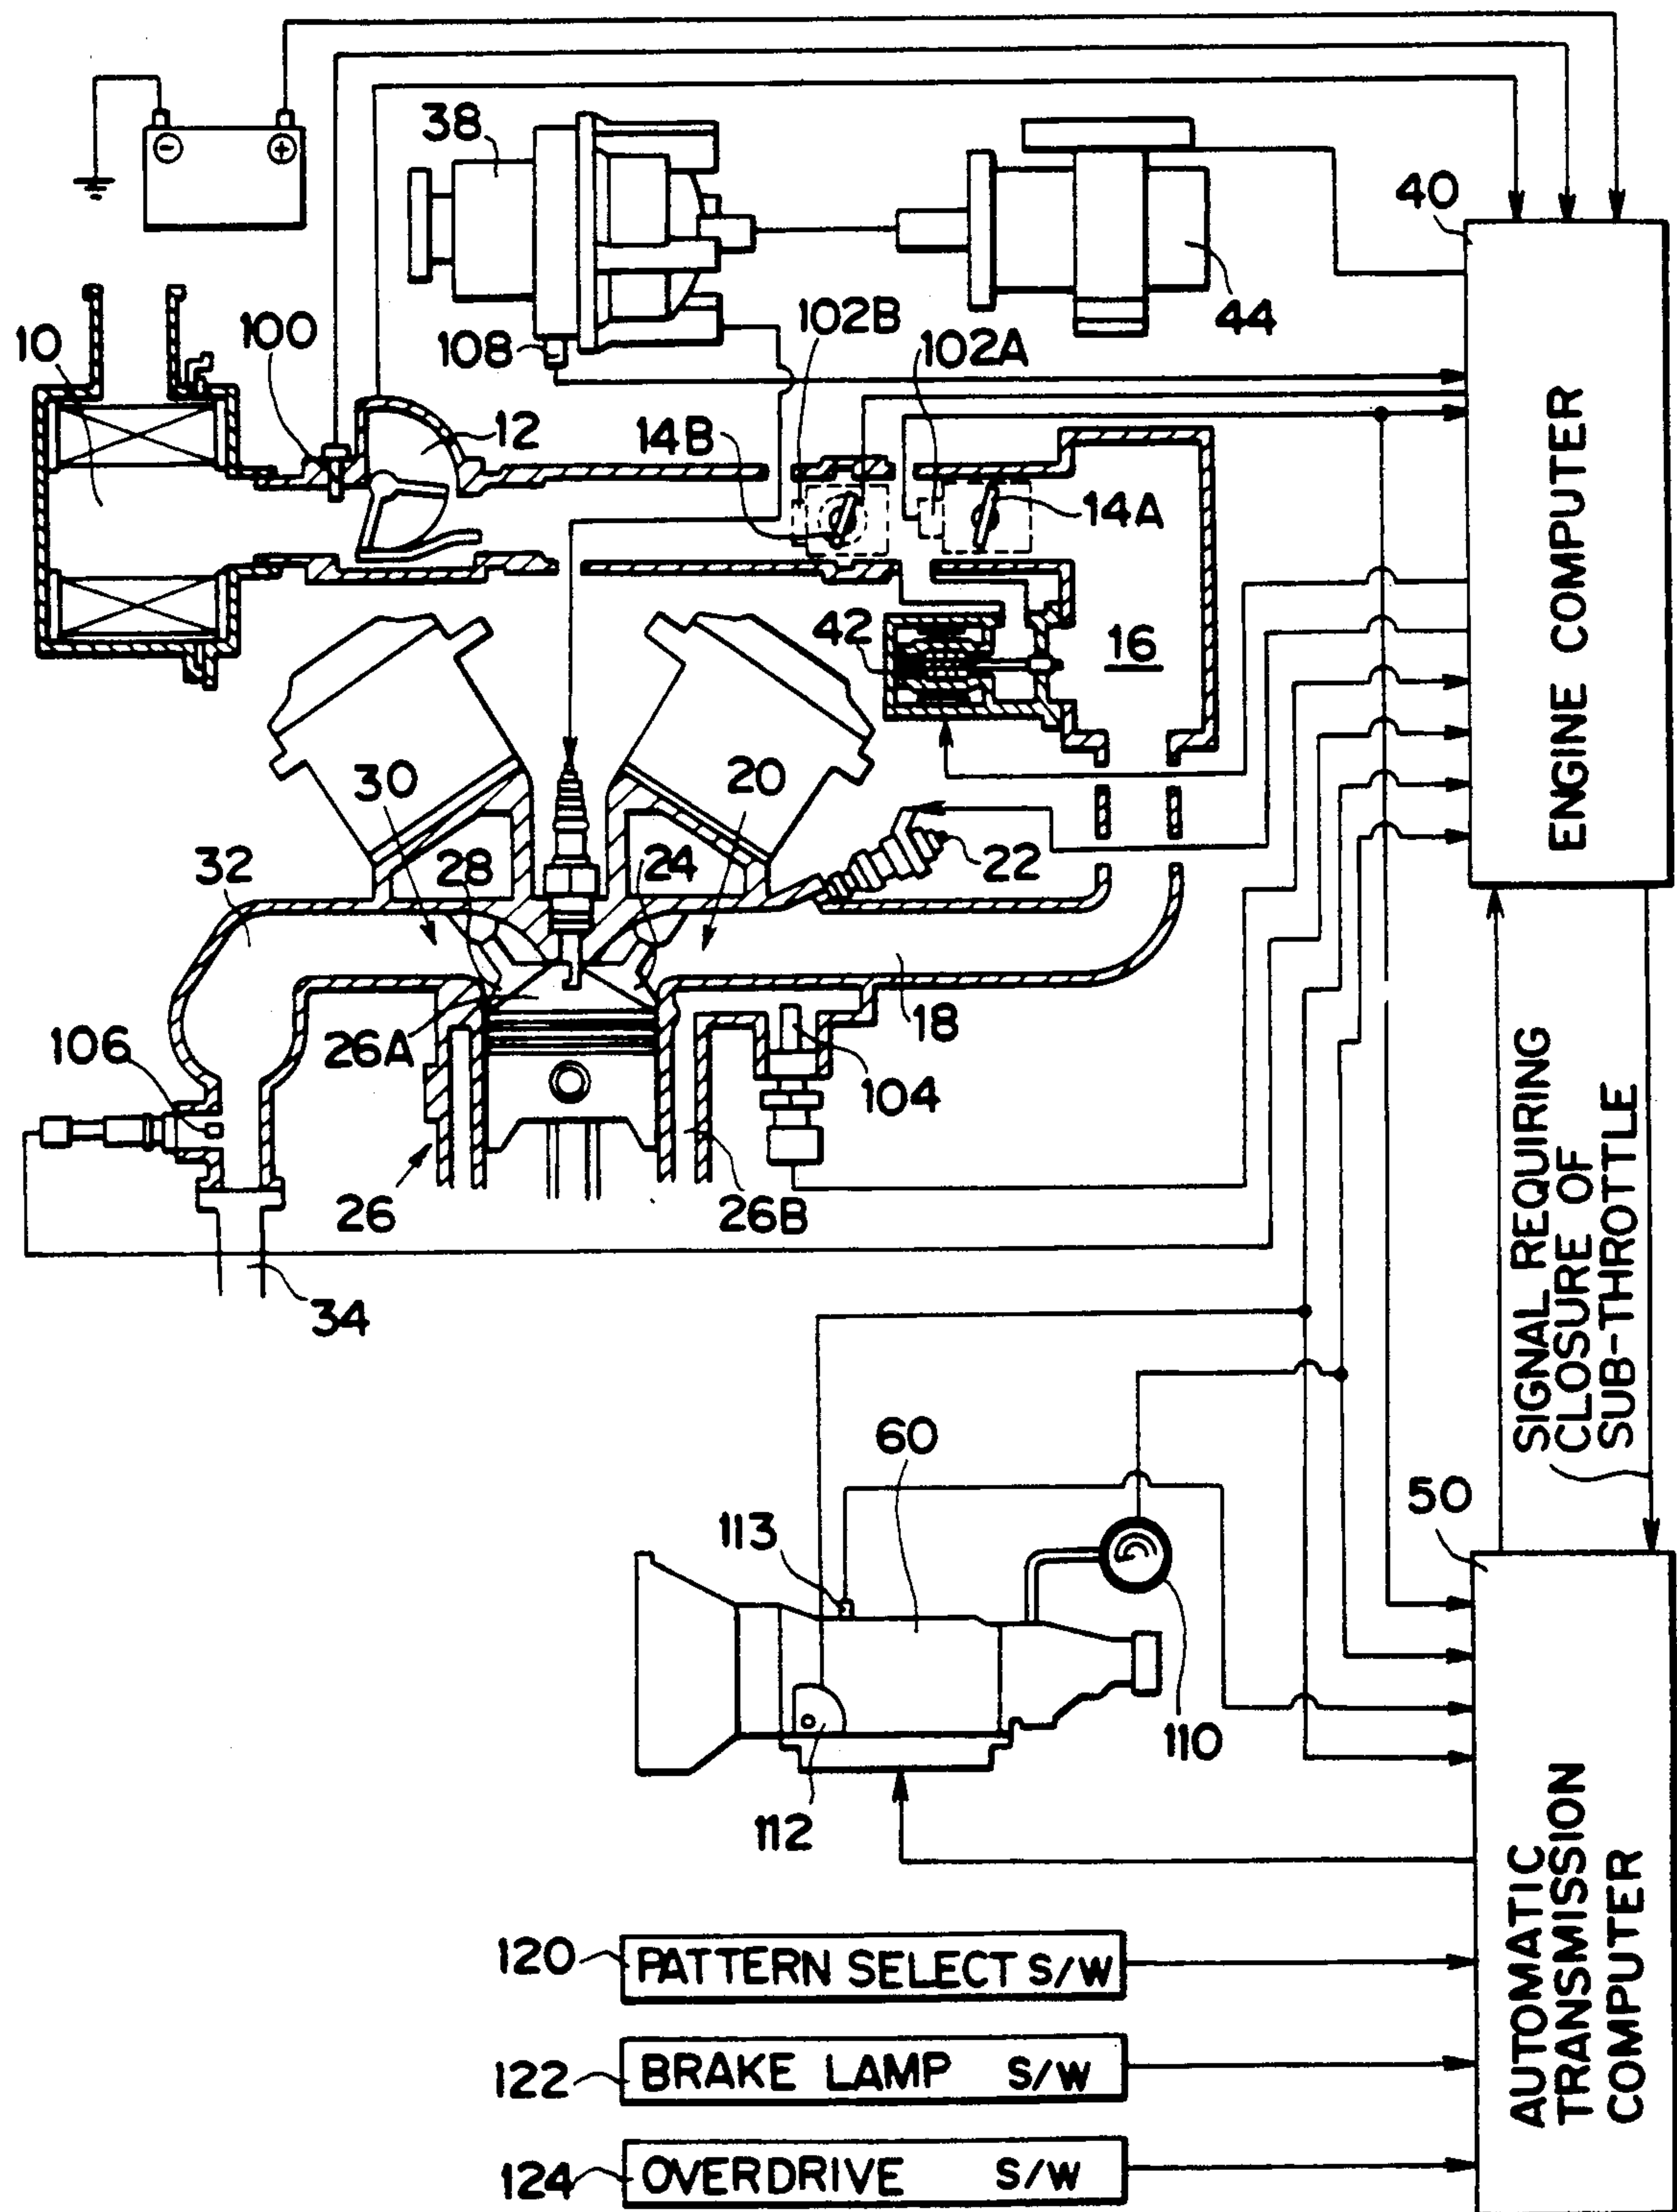 38
40
44
102B
10
100
108
102A
12
14B
14A
42
16
ENGINE COMPUTER
30
20
28
24
22
32
18
26A
106
104
26
26B
34
SIGNAL REQUIRING
CLOSURE OF
SUB-THROTTLE
60
50
113
110
112
AUTOMATIC
TRANSMISSION
COMPUTER
120 PATTERN SELECT S/W
122 BRAKE LAMP S/W
124 OVERDRIVE S/W